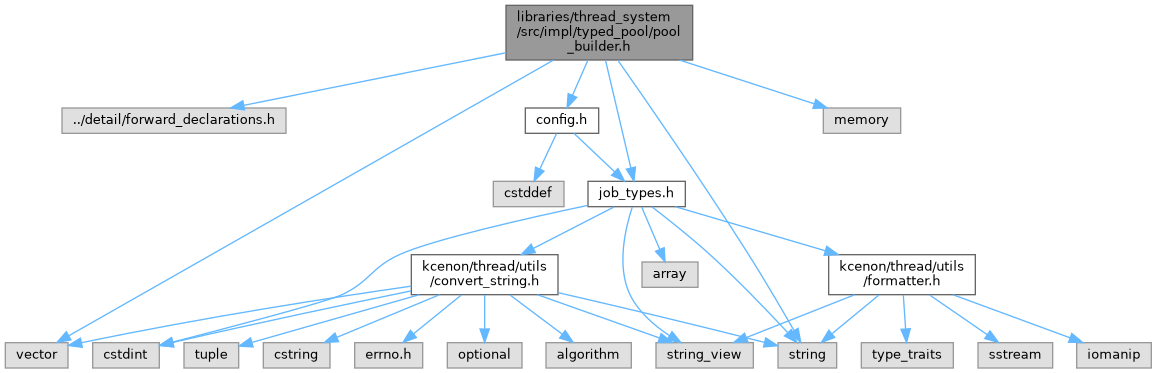 libraries/thread_system
/src/impl/typed_pool/pool
_builder.h
../detail/forward_declarations.h
config.h
memory
cstddef
job_types.h
kcenon/thread/utils
/convert_string.h
array
kcenon/thread/utils
/formatter.h
vector
cstdint
tuple
cstring
errno.h
optional
algorithm
string_view
string
type_traits
sstream
iomanip